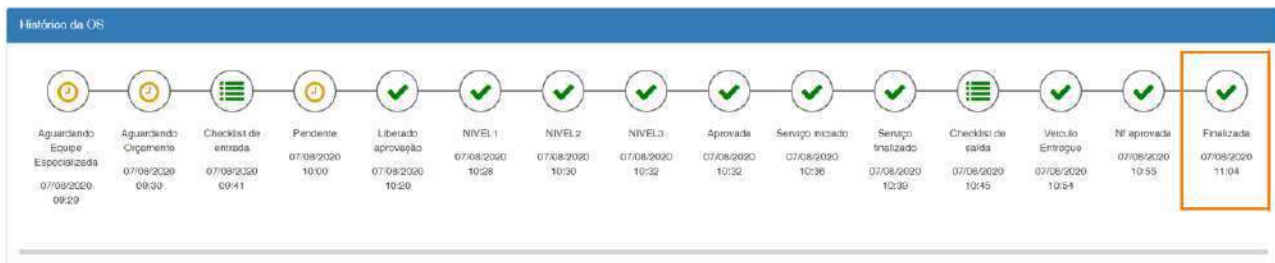 Histórico da OS
Aguardando
Equipe
Especializada
07/08/2020
09:29
Aguardando
Orçamento
07/08/2020
09:30
Checklist de
entrada
07/08/2020
09:41
Pendente
07/08/2020
10:00
Liberado
aprovação
07/08/2020
10:20
NIVEL1
07/08/2020
10:28
NIVEL2
07/08/2020
10:30
NIVEL3
07/08/2020
10:32
Aprovada
07/08/2020
10:32
Serviço iniciado
07/08/2020
10:36
Serviço
finalizado
07/08/2020
10:39
Checklist de
saída
07/08/2020
10:45
Veículo
Entregue
07/08/2020
10:54
Nf aprovada
07/08/2020
10:55
Finalizada
07/08/2020
11:04